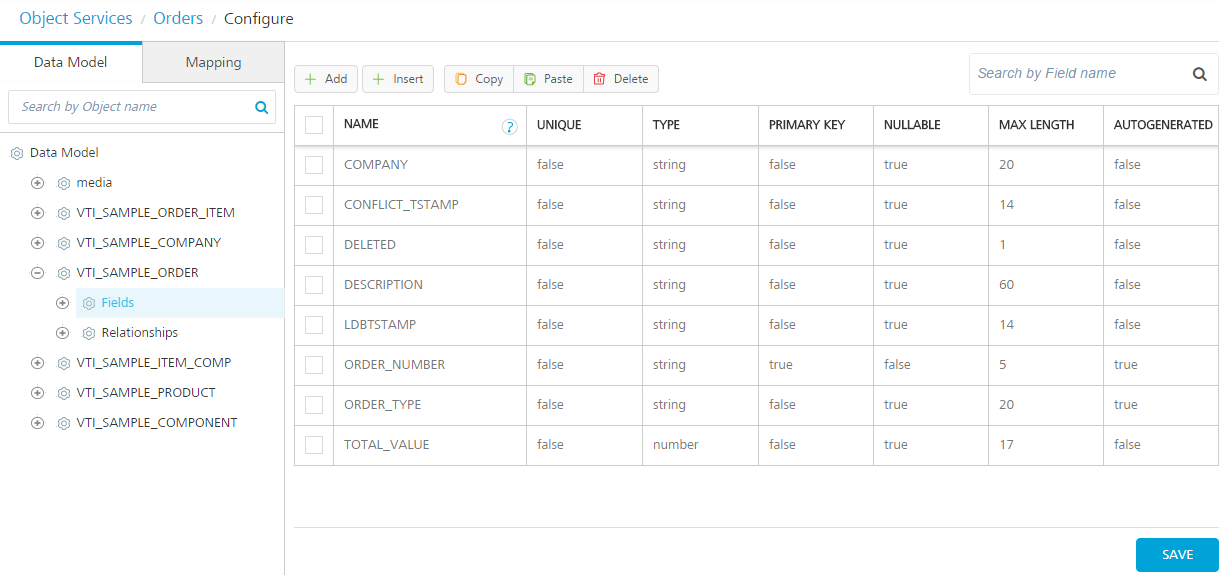 Object Services / Orders / Configure
Data Model Mapping
Search by Object name
Data Model
media
VTI_SAMPLE_ORDER_ITEM
VTI_SAMPLE_COMPANY
VTI_SAMPLE_ORDER
Fields
Relationships
VTI_SAMPLE_ITEM_COMP
VTI_SAMPLE_PRODUCT
VTI_SAMPLE_COMPONENT
Add Insert Copy Paste Delete
Search by Field name
NAME ? UNIQUE TYPE PRIMARY KEY NULLABLE MAX LENGTH AUTOGENERATED
COMPANY false string false true 20 false
CONFLICT_TSTAMP false string false true 14 false
DELETED false string false true 1 false
DESCRIPTION false string false true 60 false
LDBTSTAMP false string false true 14 false
ORDER_NUMBER false string true false 5 true
ORDER_TYPE false string false true 20 true
TOTAL_VALUE false number false true 17 false
SAVE